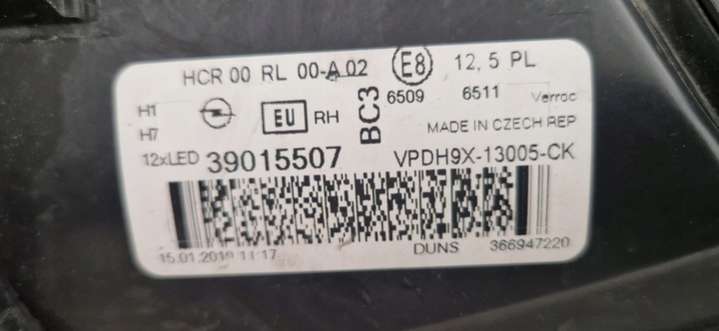 HCR 00 RL 00-A 02 E8 12,5 PL
6509 6511
H1 EU RH BC3 Verroc
H7 MADE IN CZECH REP
12xLED 39015507 VPDH9X-13005-CK
DUNS 366947220